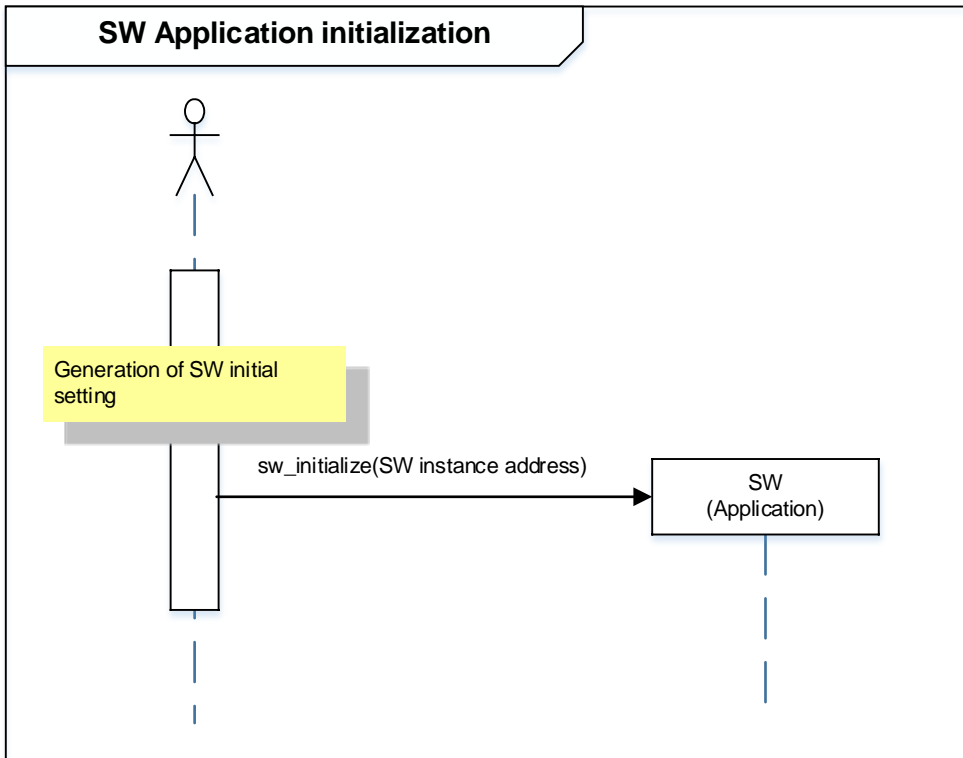 SW Application initialization
Generation of SW initial
setting
sw_initialize(SW instance address)
SW
(Application)